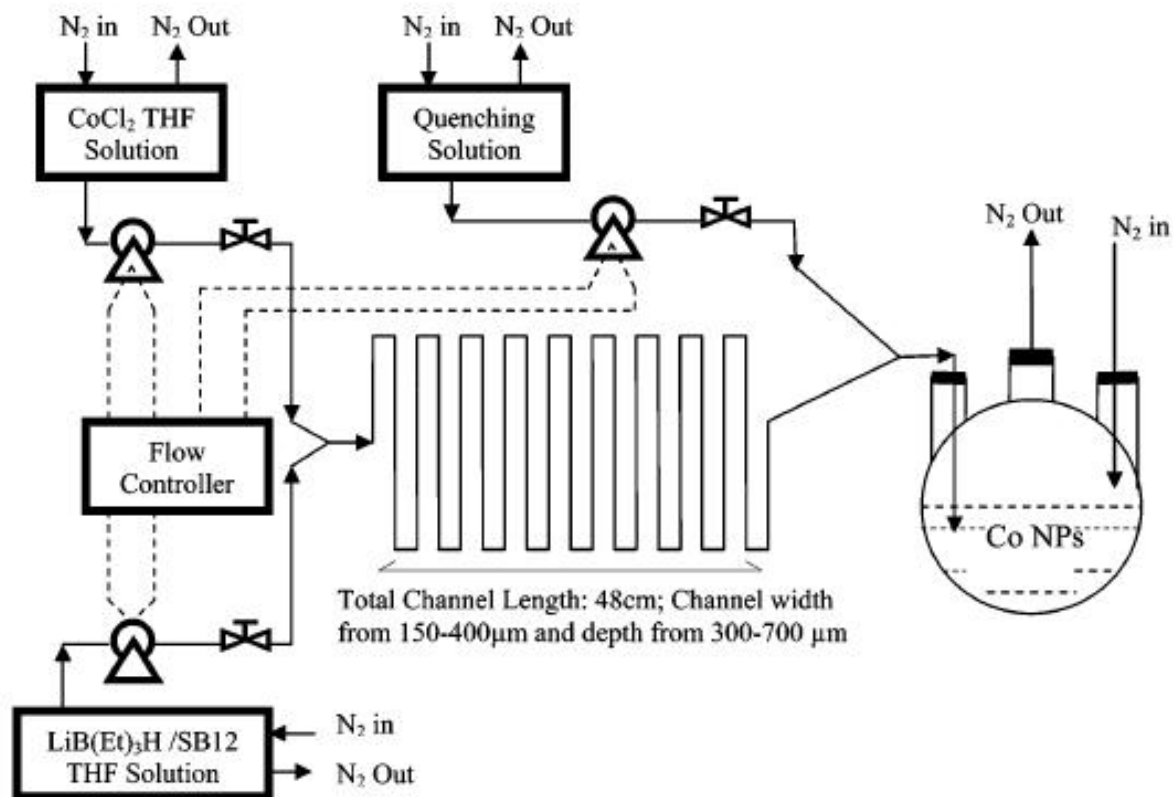 N₂ in
N₂ Out
CoCl₂ THF
Solution
N₂ in
N₂ Out
Quenching
Solution
N₂ Out
N₂ in
Flow
Controller
Co NPs
Total Channel Length: 48cm; Channel width
from 150-400µm and depth from 300-700 µm
LiB(Et)₃H /SB12
THF Solution
N₂ in
N₂ Out